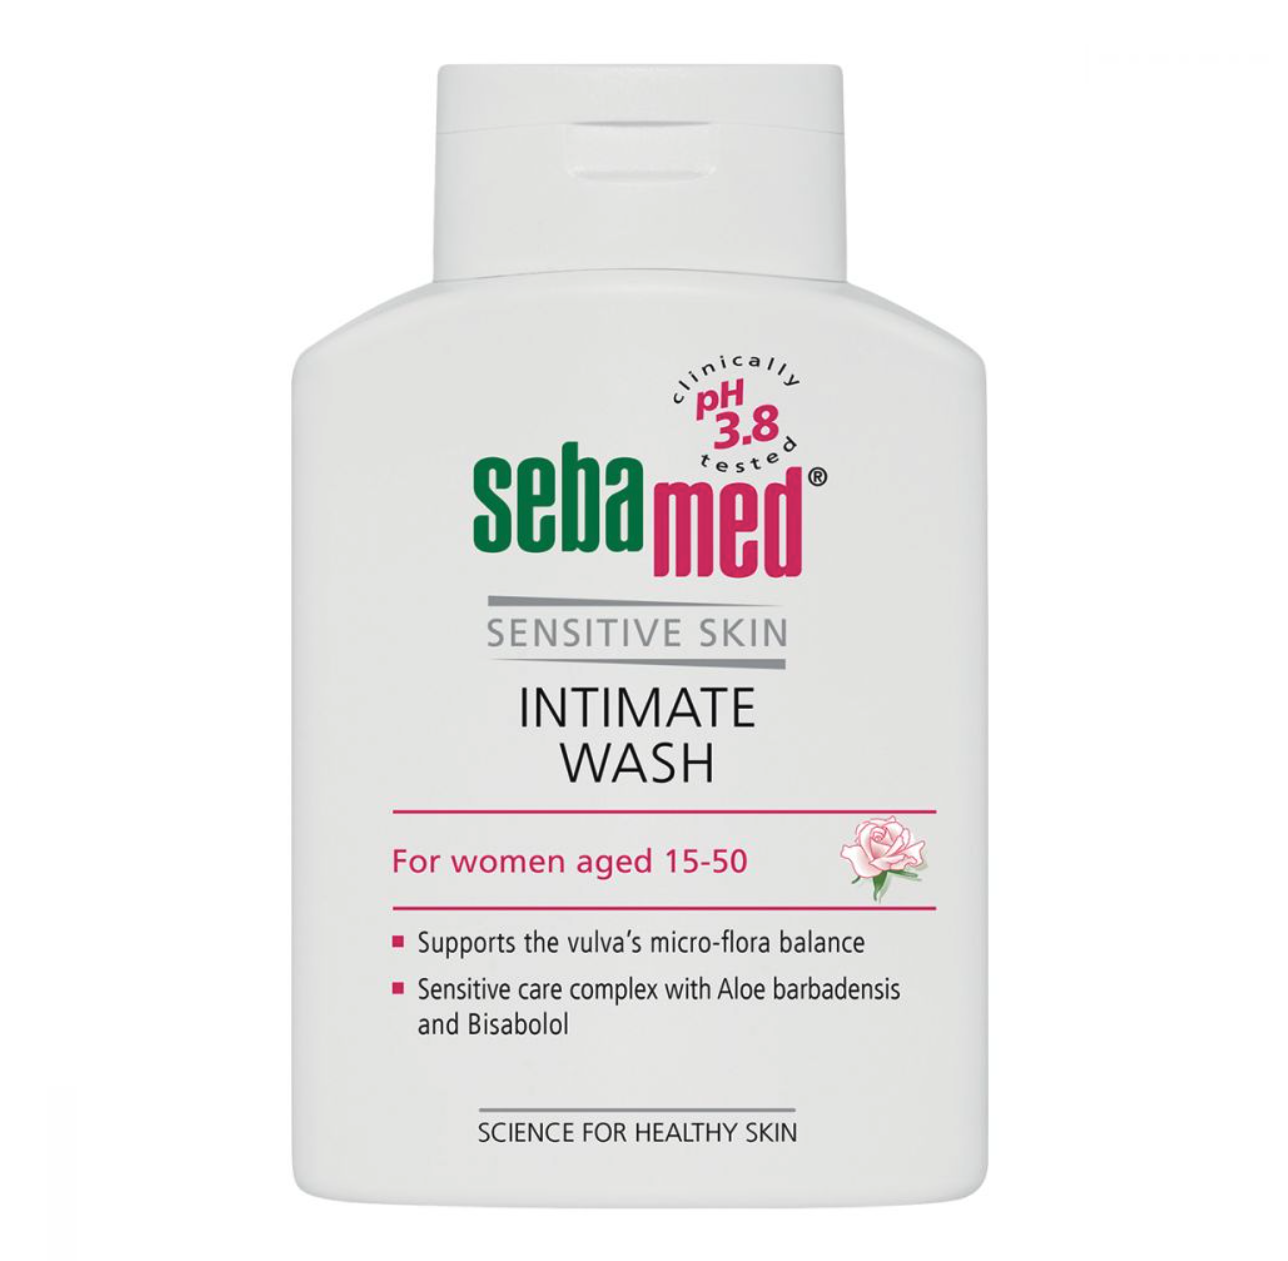 clinically
pH
3.8
tested
sebamed®
SENSITIVE SKIN
INTIMATE
WASH
For women aged 15-50
Supports the vulva's micro-flora balance
Sensitive care complex with Aloe barbadensis
and Bisabolol
SCIENCE FOR HEALTHY SKIN